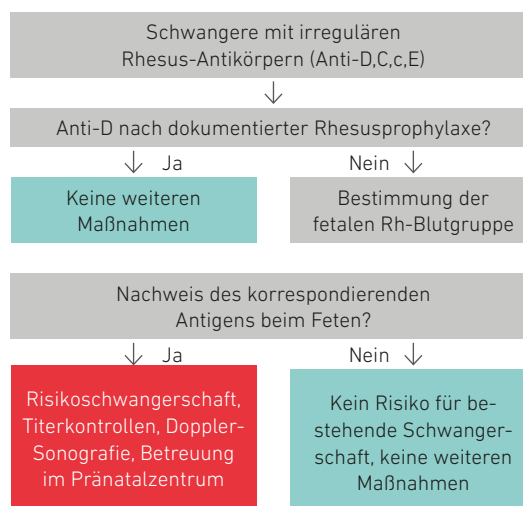 Schwangere mit irregulären
Rhesus-Antikörpern (Anti-D,C,c,E)
Anti-D nach dokumentierter Rhesusprophylaxe?
Ja
Nein
Keine weiteren
Maßnahmen
Bestimmung der
fetalen Rh-Blutgruppe
Nachweis des korrespondierenden
Antigens beim Feten?
Ja
Nein
Risikoschwangerschaft,
Titerkontrollen, Doppler-
Sonografie, Betreuung
im Pränatalzentrum
Kein Risiko für be-
stehende Schwanger-
schaft, keine weiteren
Maßnahmen